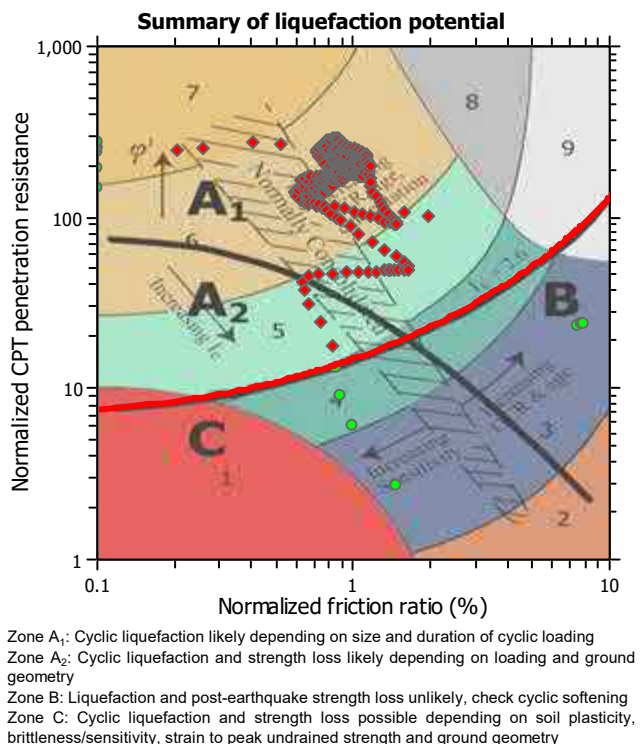 Summary of liquefaction potential
Normalized CPT penetration resistance
1,000
100
10
1
7
8
9
φ'
A1
Normally Consolidated
6
A2
Increasing Ic
5
B
C
4
3
Increasing
Sensitivity
1
2
0.1
1
10
Normalized friction ratio (%)
Zone A1: Cyclic liquefaction likely depending on size and duration of cyclic loading
Zone A2: Cyclic liquefaction and strength loss likely depending on loading and ground
geometry
Zone B: Liquefaction and post-earthquake strength loss unlikely, check cyclic softening
Zone C: Cyclic liquefaction and strength loss possible depending on soil plasticity,
brittleness/sensitivity, strain to peak undrained strength and ground geometry